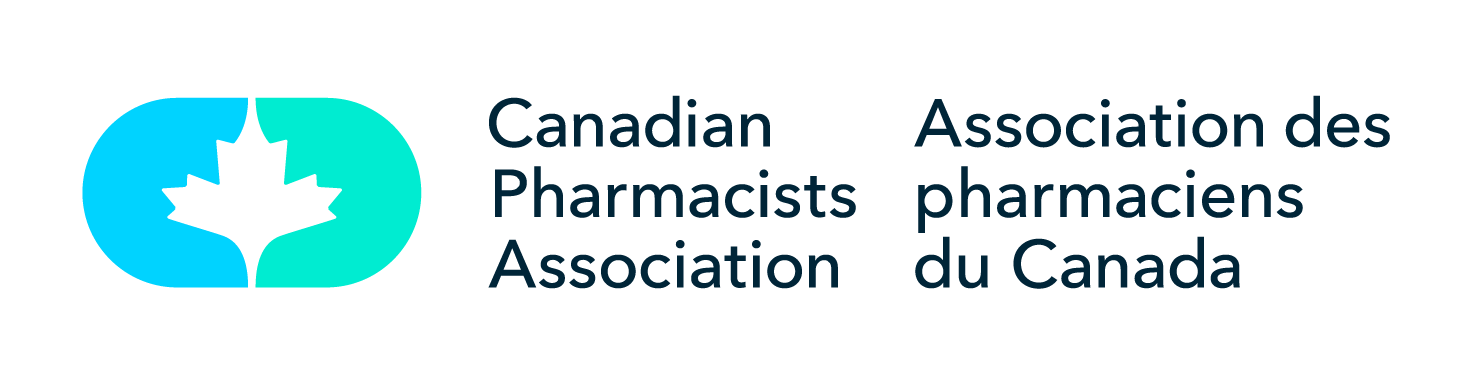 Canadian
Pharmacists
Association
Association des
pharmaciens
du Canada